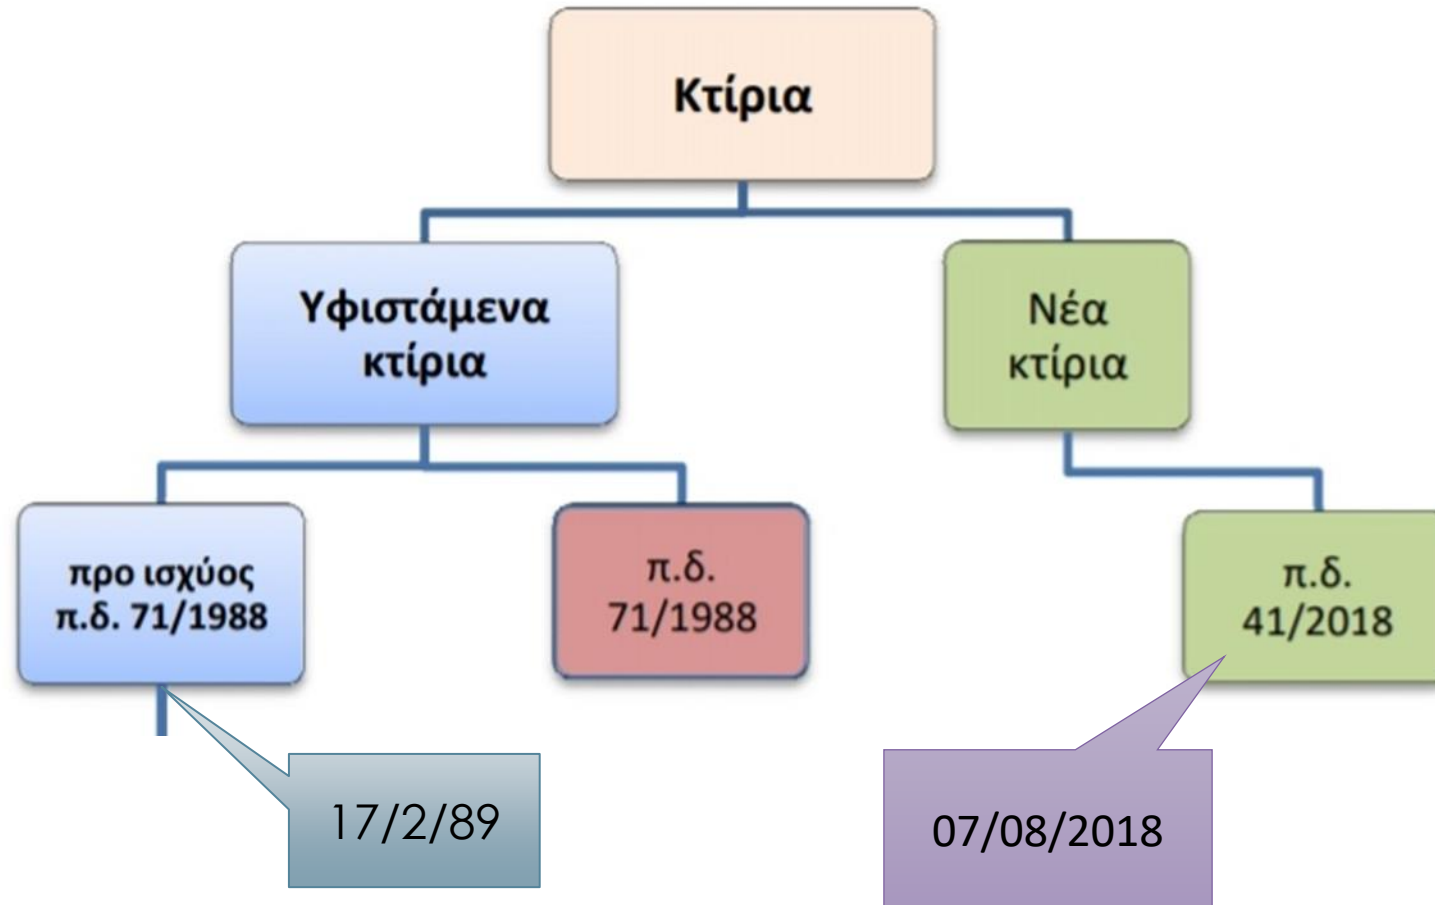 Κτίρια
Υφιστάμενα
κτίρια
Νέα
κτίρια
προ ισχύος
π.δ. 71/1988
π.δ.
71/1988
π.δ.
41/2018
17/2/89
07/08/2018